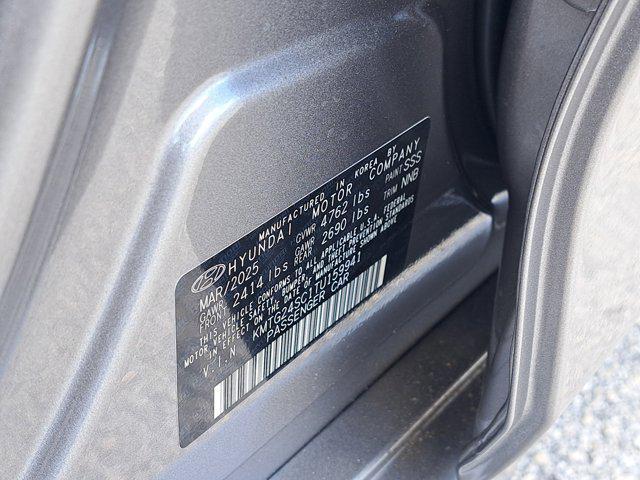 MANUFACTURED IN KOREA BY
HYUNDAI MOTOR COMPANY
MAR/2025 GVWR 4762 lbs PAINT SSS
GAWR FRONT 2414 lbs GAWR REAR 2690 lbs TRIM NNB
THIS VEHICLE CONFORMS TO ALL APPLICABLE U.S.A. FEDERAL
MOTOR VEHICLE SAFETY, BUMPER, AND THEFT PREVENTION STANDARDS
IN EFFECT ON THE DATE OF MANUFACTURE SHOWN ABOVE
V.I.N KMTG24SC1TU159941
PASSENGER CAR